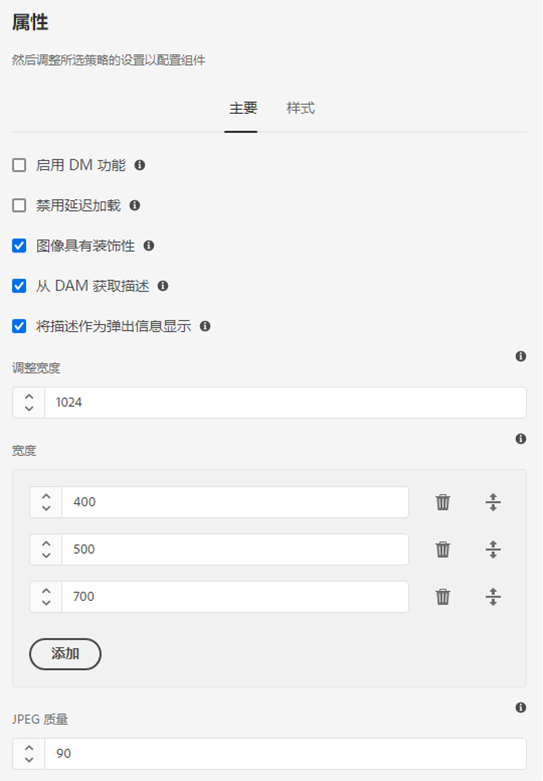 属性
然后调整所选策略的设置以配置组件
主要 样式
启用 DM 功能
禁用延迟加载
图像具有装饰性
从 DAM 获取描述
将描述作为弹出信息显示
调整宽度
1024
宽度
400
500
700
添加
JPEG 质量
90